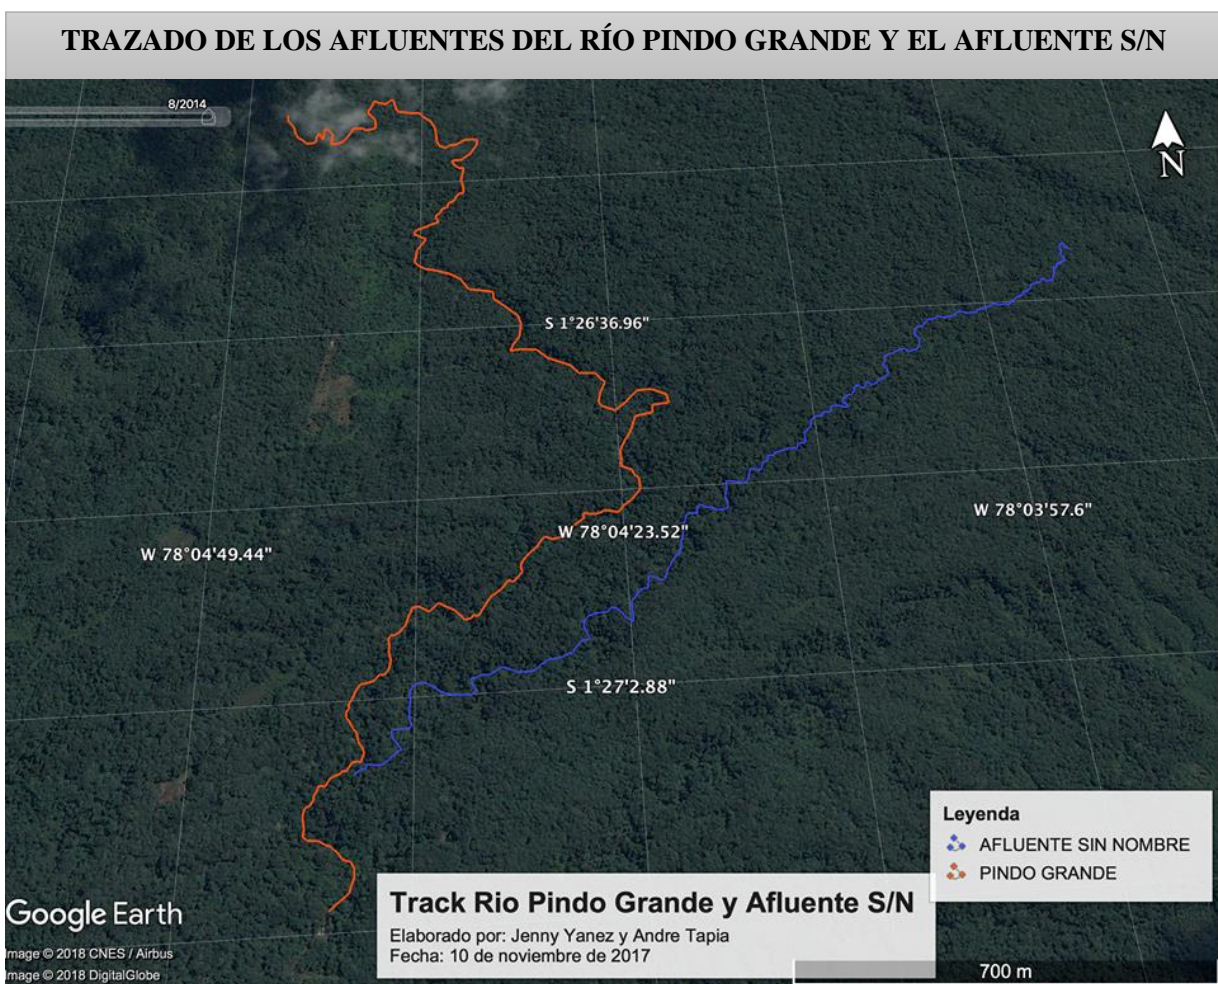 TRAZADO DE LOS AFLUENTES DEL RÍO PINDO GRANDE Y EL AFLUENTE S/N
8/2014
N
S 1°26'36.96"
W 78°04'49.44"
W 78°04'23.52"
W 78°03'57.6"
S 1°27'2.88"
Leyenda
AFLUENTE SIN NOMBRE
PINDO GRANDE
Track Rio Pindo Grande y Afluente S/N
Elaborado por: Jenny Yanez y Andre Tapia
Fecha: 10 de noviembre de 2017
Google Earth
Image © 2018 CNES / Airbus
Image © 2018 DigitalGlobe
700 m